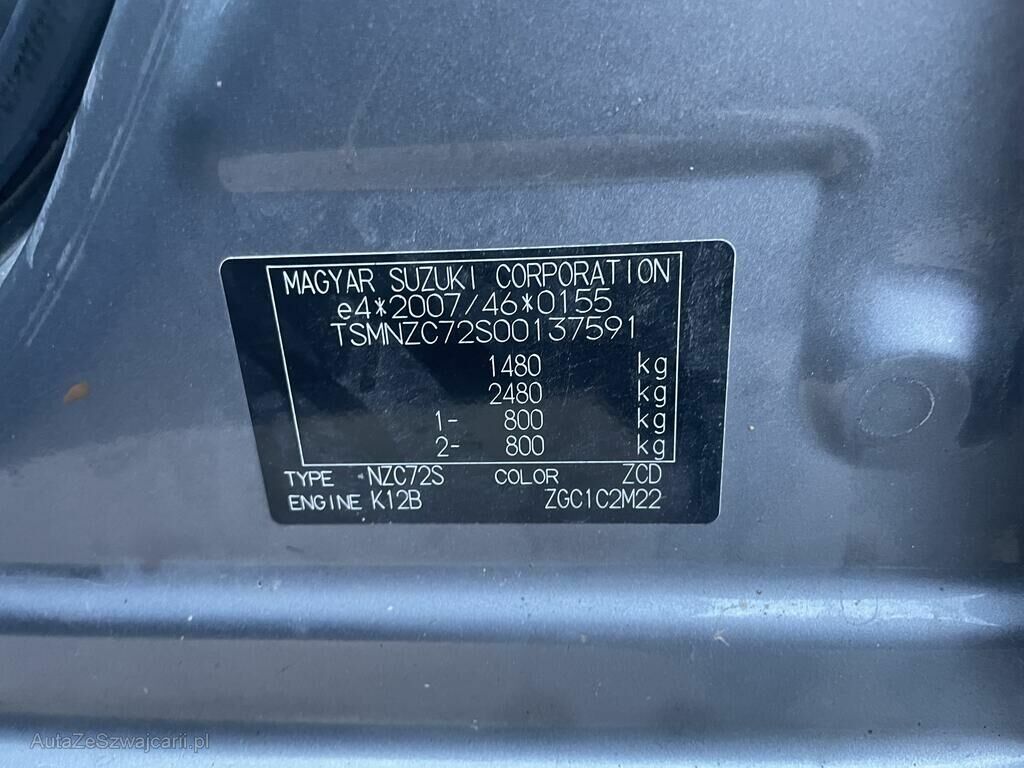 MAGYAR SUZUKI CORPORATION
e4*2007/46*0155
TSMNZC72S00137591
1480 kg
2480 kg
1- 800 kg
2- 800 kg
TYPE NZC72S COLOR ZCD
ENGINE K12B ZGC1C2M22
AutaZeSzwajcarii.pl